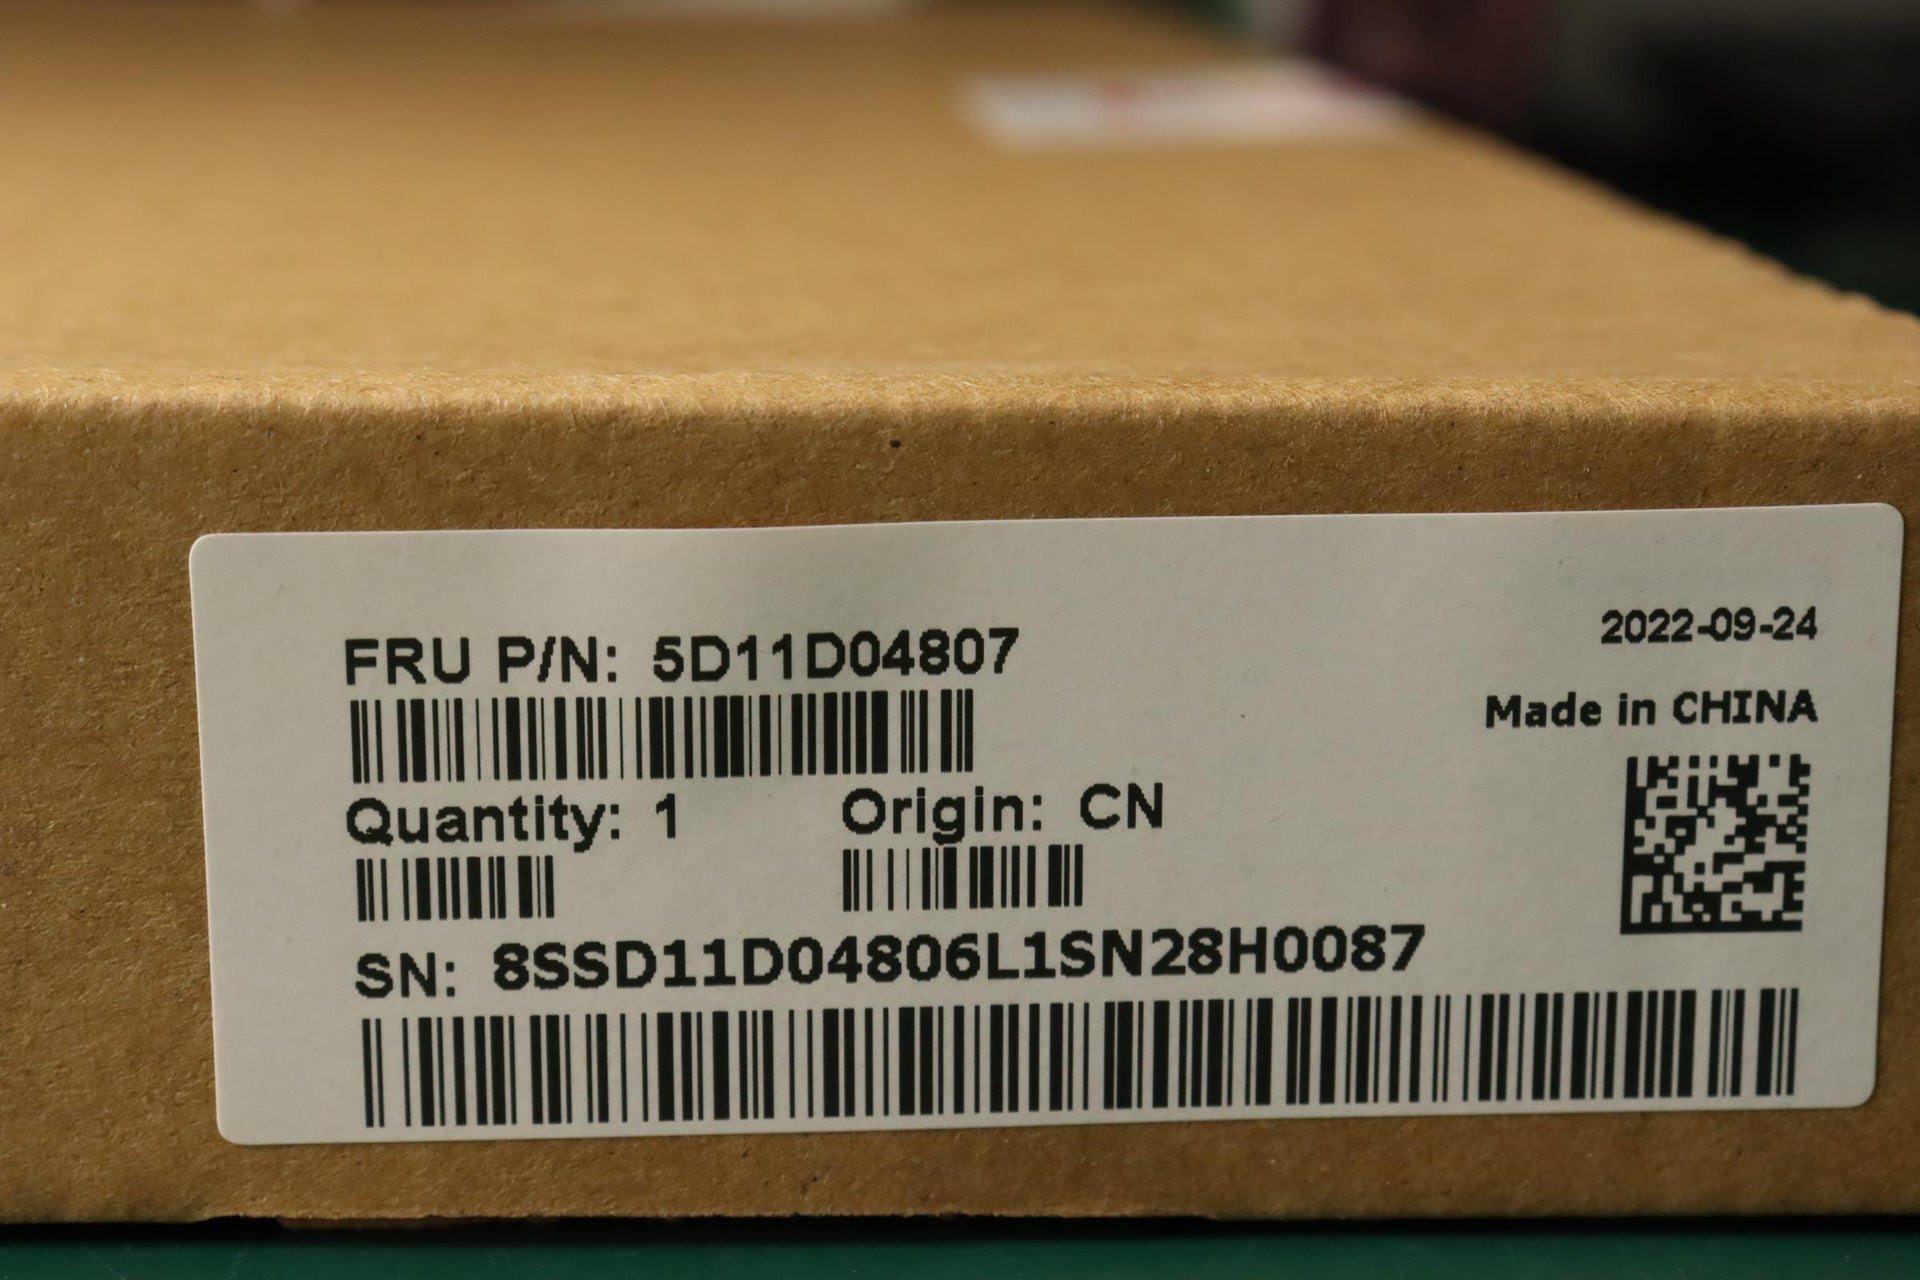 FRU P/N: 5D11D04807
2022-09-24
Made in CHINA
Quantity: 1
Origin: CN
SN: 8SSD11D04806L1SN28H0087